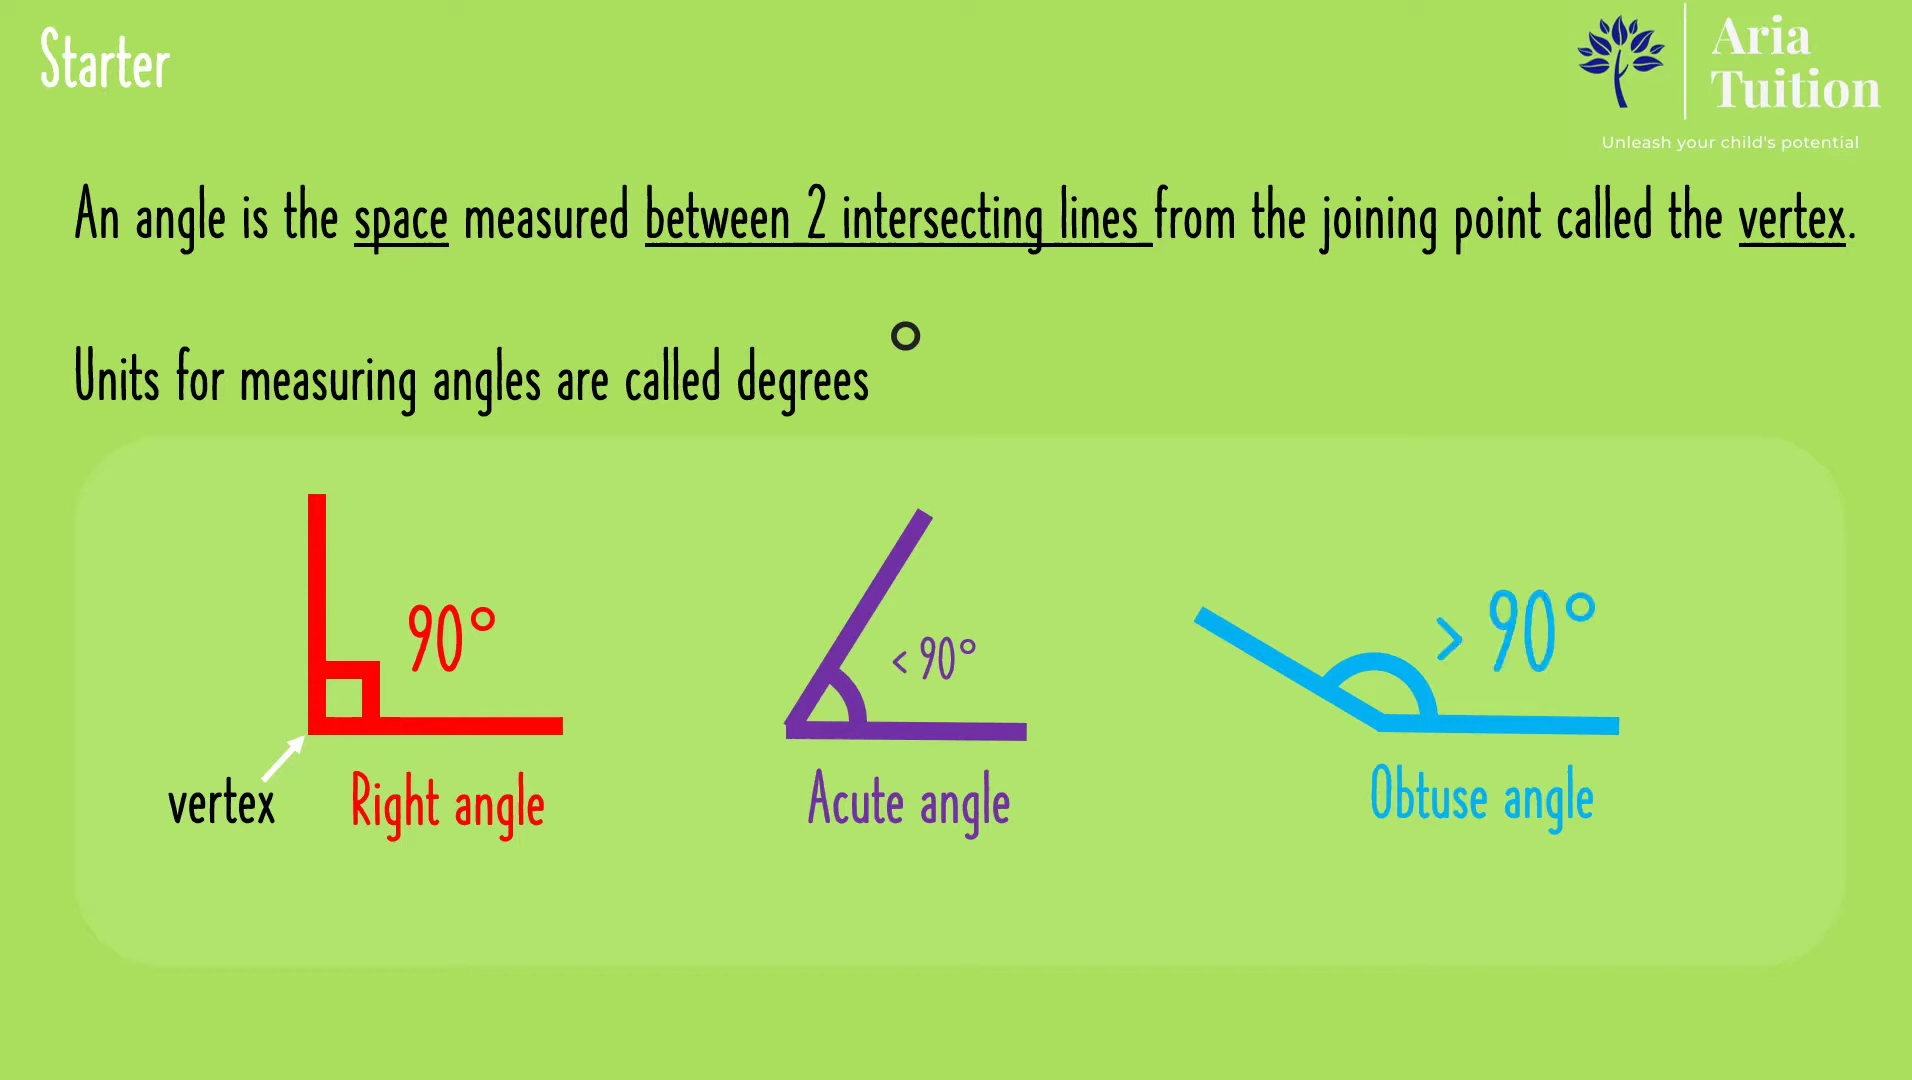 Starter
Aria
Tuition
Unleash your child's potential
An angle is the space measured between 2 intersecting lines from the joining point called the vertex.
Units for measuring angles are called degrees °
90°
< 90°
> 90°
vertex
Right angle
Acute angle
Obtuse angle